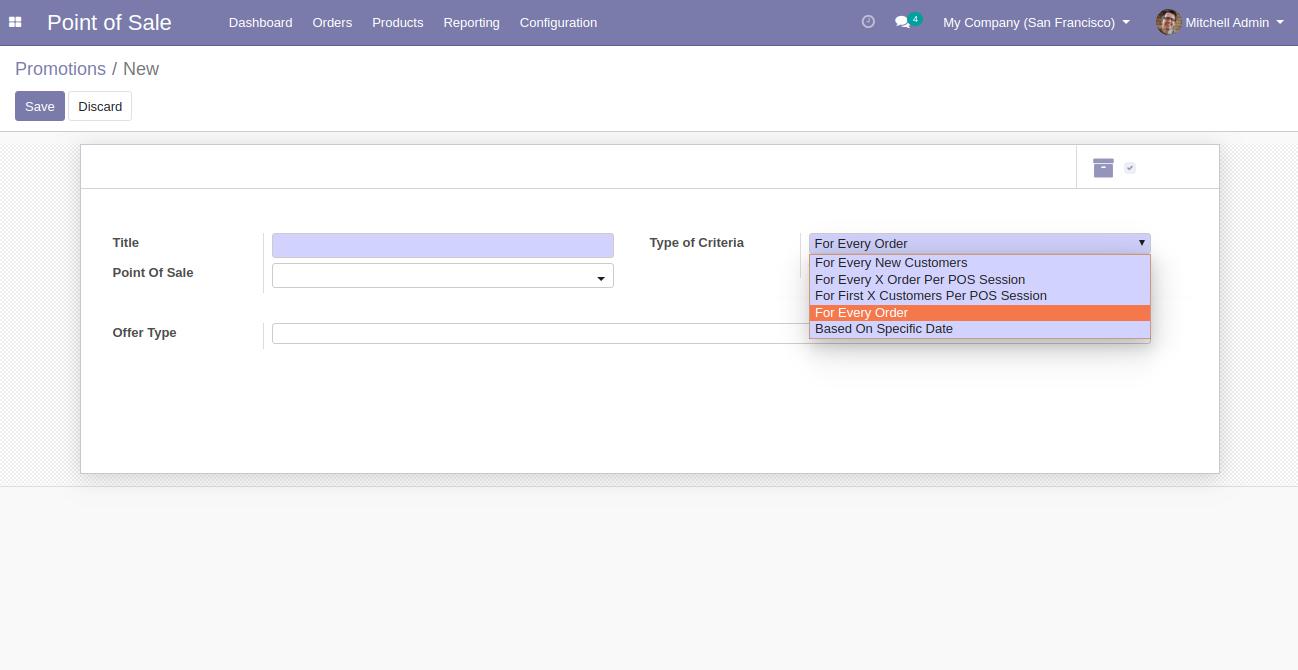 Point of Sale Dashboard Orders Products Reporting Configuration 4 My Company (San Francisco) Mitchell Admin
Promotions / New
Save Discard
Title
Type of Criteria For Every Order
Point Of Sale
For Every New Customers
For Every X Order Per POS Session
For First X Customers Per POS Session
For Every Order
Based On Specific Date
Offer Type